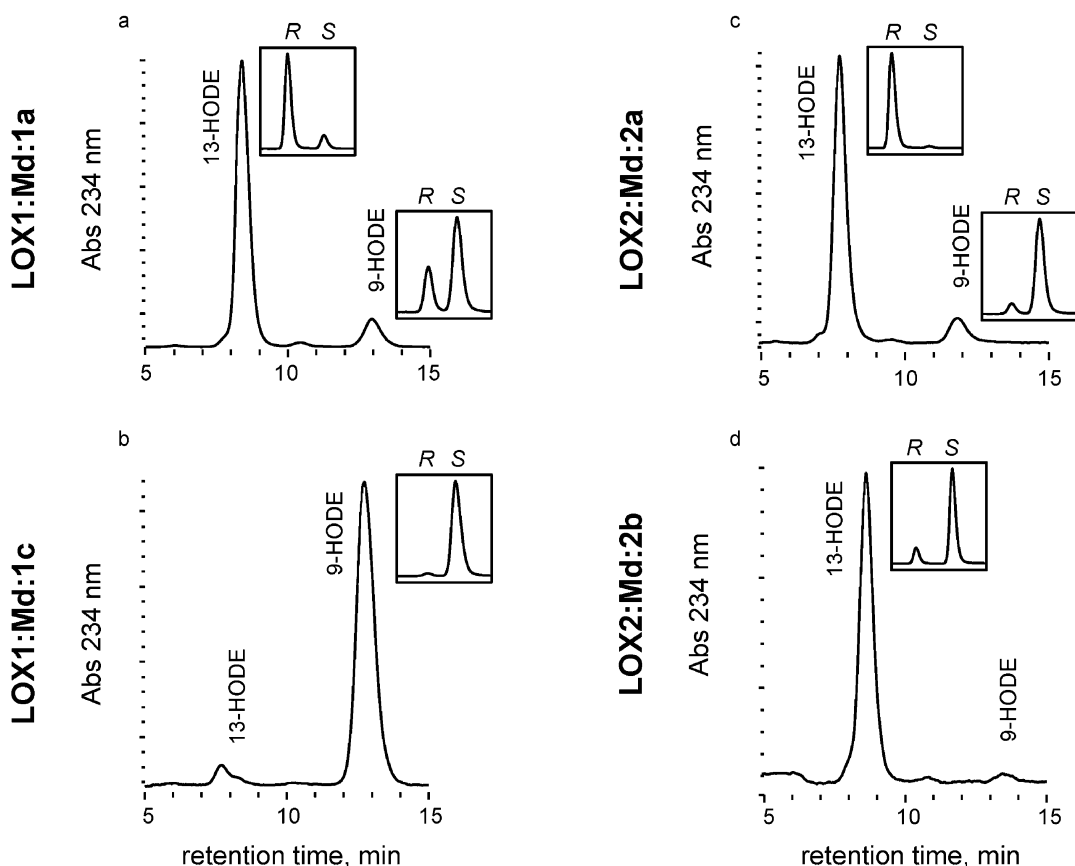 a
R S
13-HODE
R S
9-HODE
Abs 234 nm
LOX1:Md:1a
5 10 15
c
R S
13-HODE
R S
9-HODE
Abs 234 nm
LOX2:Md:2a
5 10 15
b
R S
9-HODE
13-HODE
Abs 234 nm
LOX1:Md:1c
5 10 15
retention time, min
d
R S
13-HODE
9-HODE
Abs 234 nm
LOX2:Md:2b
5 10 15
retention time, min